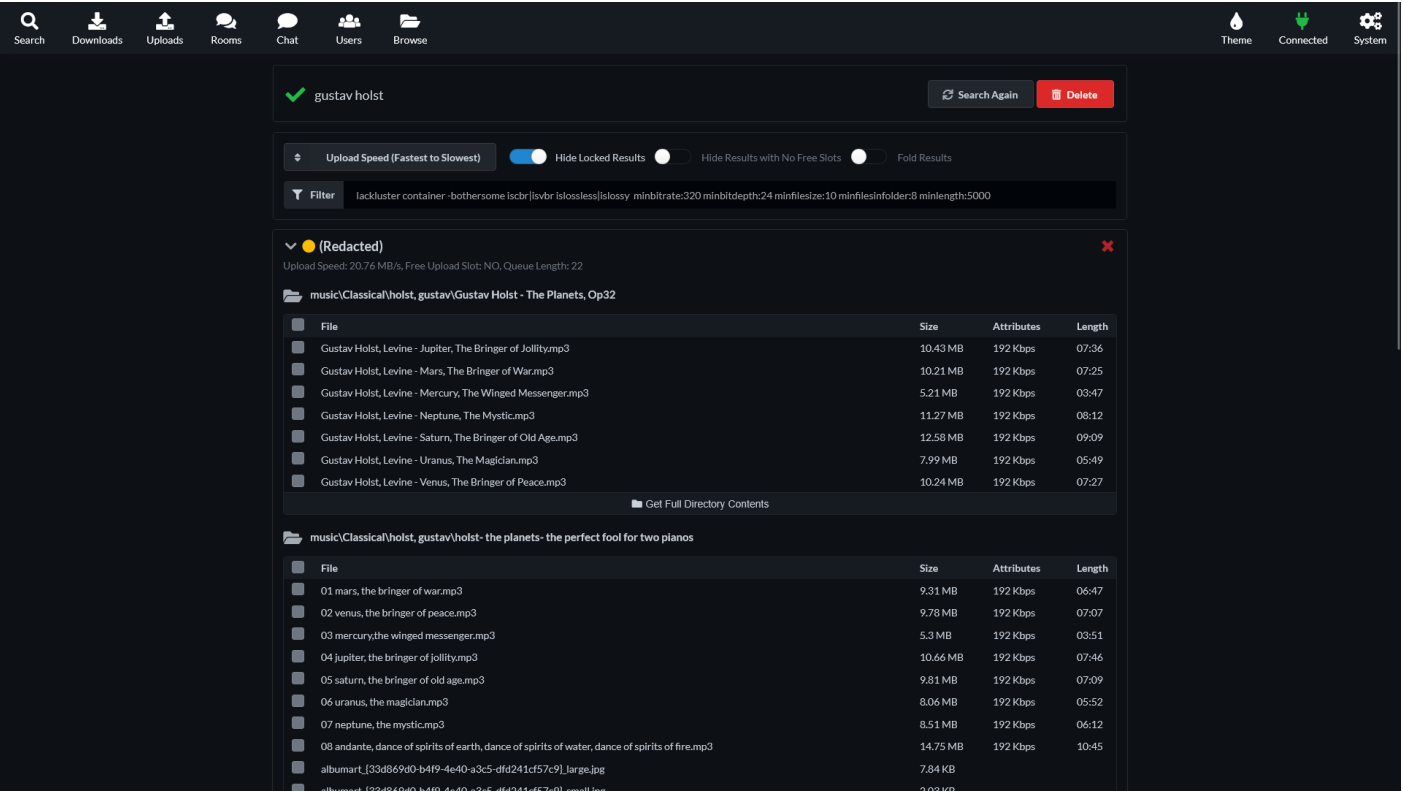 Search Downloads Uploads Rooms Chat Users Browse Theme Connected System
gustav holst Search Again Delete
Upload Speed (Fastest to Slowest) Hide Locked Results Hide Results with No Free Slots Fold Results
Filter lackluster container -bothersome iscbr|isvbr islossless|islossy minbitrate:320 minbitdepth:24 minfilesize:10 minfilesinfolder:8 minlength:5000
(Redacted)
Upload Speed: 20.76 MB/s, Free Upload Slot: NO, Queue Length: 22
music\Classical\holst, gustav\Gustav Holst - The Planets, Op32
File Size Attributes Length
Gustav Holst, Levine - Jupiter, The Bringer of Jollity.mp3 10.43 MB 192 Kbps 07:36
Gustav Holst, Levine - Mars, The Bringer of War.mp3 10.21 MB 192 Kbps 07:25
Gustav Holst, Levine - Mercury, The Winged Messenger.mp3 5.21 MB 192 Kbps 03:47
Gustav Holst, Levine - Neptune, The Mystic.mp3 11.27 MB 192 Kbps 08:12
Gustav Holst, Levine - Saturn, The Bringer of Old Age.mp3 12.58 MB 192 Kbps 09:09
Gustav Holst, Levine - Uranus, The Magician.mp3 7.99 MB 192 Kbps 05:49
Gustav Holst, Levine - Venus, The Bringer of Peace.mp3 10.24 MB 192 Kbps 07:27
Get Full Directory Contents
music\Classical\holst, gustav\holst- the planets- the perfect fool for two pianos
File Size Attributes Length
01 mars, the bringer of war.mp3 9.31 MB 192 Kbps 06:47
02 venus, the bringer of peace.mp3 9.78 MB 192 Kbps 07:07
03 mercury,the winged messenger.mp3 5.3 MB 192 Kbps 03:51
04 jupiter, the bringer of jollity.mp3 10.66 MB 192 Kbps 07:46
05 saturn, the bringer of old age.mp3 9.81 MB 192 Kbps 07:09
06 uranus, the magician.mp3 8.06 MB 192 Kbps 05:52
07 neptune, the mystic.mp3 8.51 MB 192 Kbps 06:12
08 andante, dance of spirits of earth, dance of spirits of water, dance of spirits of fire.mp3 14.75 MB 192 Kbps 10:45
albumart_{33d869d0-b4f9-4e40-a3c5-dfd241cf57c9}_large.jpg 7.84 KB
albumart_{33d869d0-b4f9-4e40-a3c5-dfd241cf57c9}_small.jpg 2.03 KB